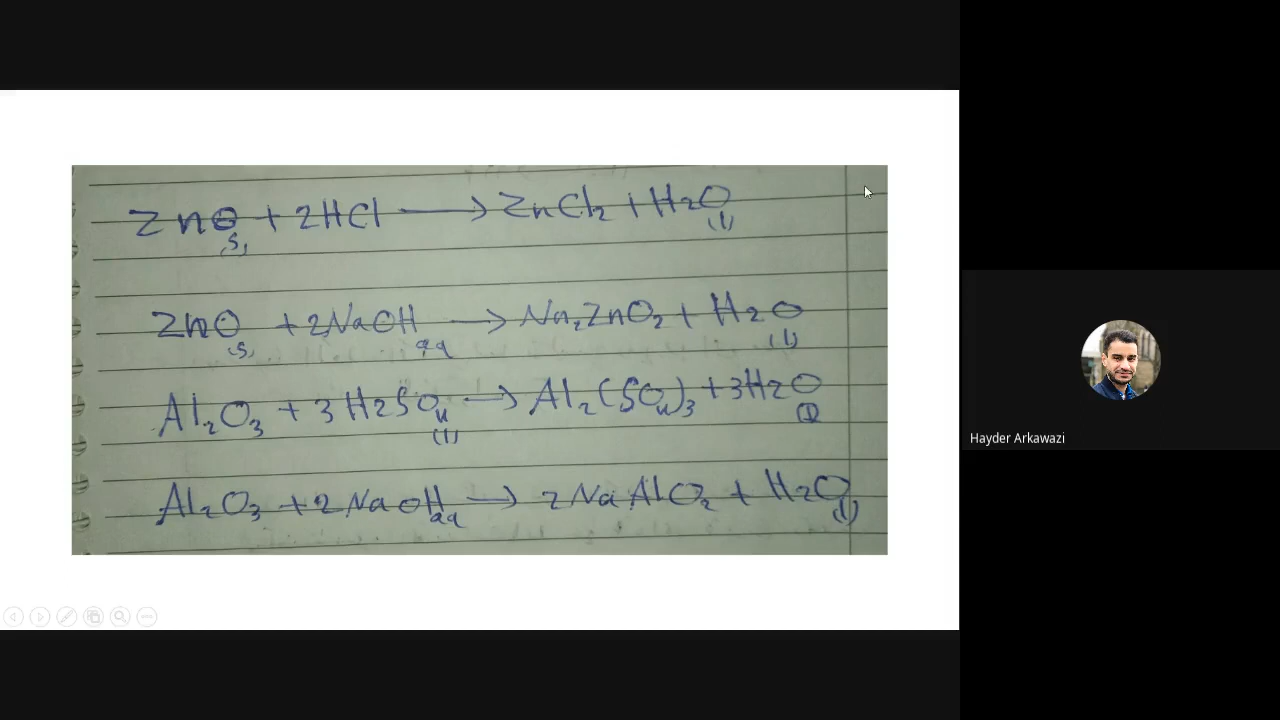 ZnO(s) + 2HCl ⟶ ZnCl₂ + H₂O(l)
ZnO(s) + 2NaOH aq ⟶ Na₂ZnO₂ + H₂O(l)
Al₂O₃ + 3H₂SO₄(l) ⟶ Al₂(SO₄)₃ + 3H₂O(l)
Al₂O₃ + 2NaOH aq ⟶ 2NaAlO₂ + H₂O(l)
Hayder Arkawazi